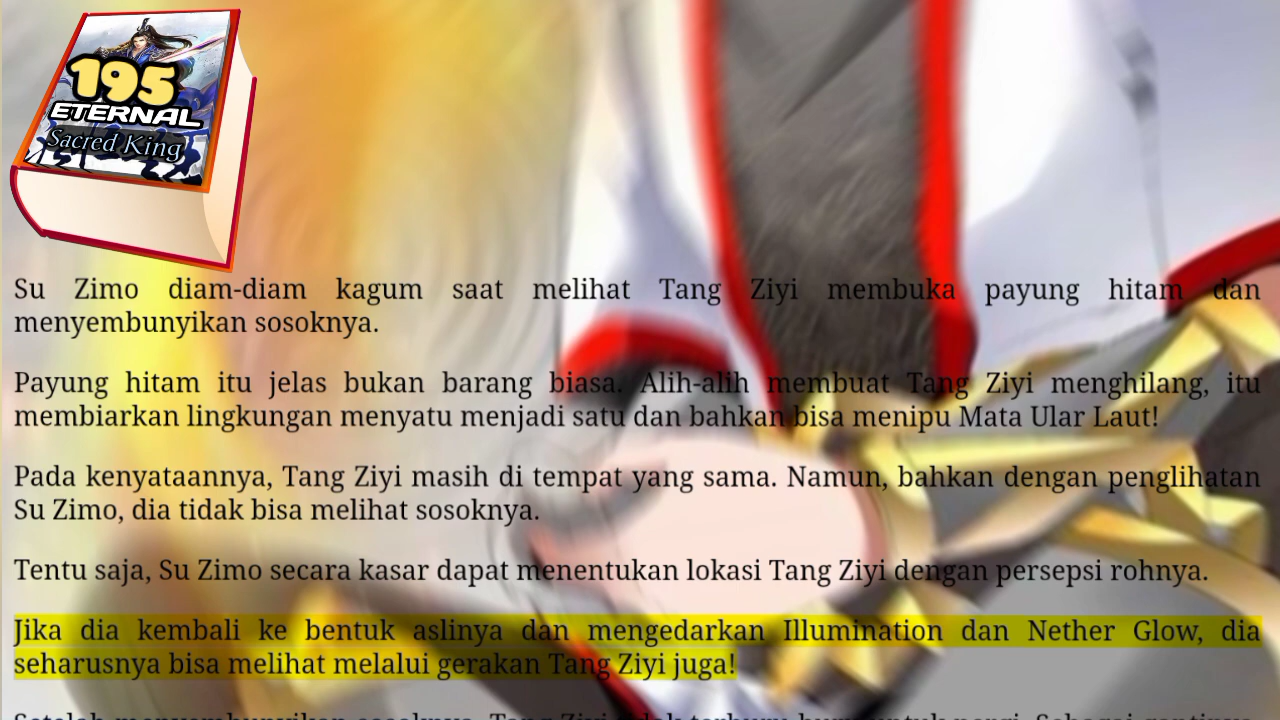 195
ETERNAL
Sacred King
Su Zimo diam-diam kagum saat melihat Tang Ziyi membuka payung hitam dan
menyembunyikan sosoknya.
Payung hitam itu jelas bukan barang biasa. Alih-alih membuat Tang Ziyi menghilang, itu
membiarkan lingkungan menyatu menjadi satu dan bahkan bisa menipu Mata Ular Laut!
Pada kenyataannya, Tang Ziyi masih di tempat yang sama. Namun, bahkan dengan penglihatan
Su Zimo, dia tidak bisa melihat sosoknya.
Tentu saja, Su Zimo secara kasar dapat menentukan lokasi Tang Ziyi dengan persepsi rohnya.
Jika dia kembali ke bentuk aslinya dan mengedarkan Illumination dan Nether Glow, dia
seharusnya bisa melihat melalui gerakan Tang Ziyi juga!